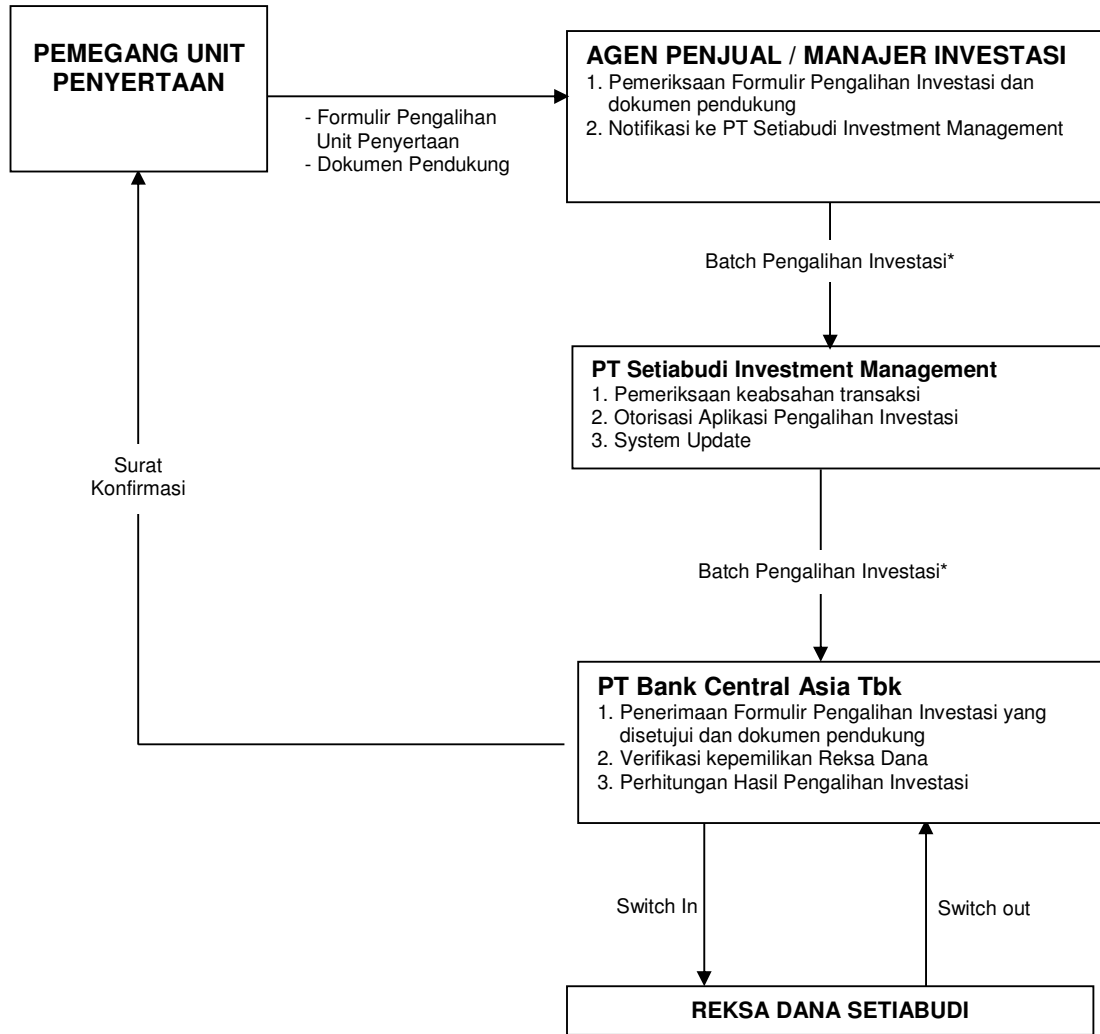 PEMEGANG UNIT
PENYERTAAN
- Formulir Pengalihan
Unit Penyertaan
- Dokumen Pendukung
AGEN PENJUAL / MANAJER INVESTASI
1. Pemeriksaan Formulir Pengalihan Investasi dan
dokumen pendukung
2. Notifikasi ke PT Setiabudi Investment Management
Batch Pengalihan Investasi*
PT Setiabudi Investment Management
1. Pemeriksaan keabsahan transaksi
2. Otorisasi Aplikasi Pengalihan Investasi
3. System Update
Surat
Konfirmasi
Batch Pengalihan Investasi*
PT Bank Central Asia Tbk
1. Penerimaan Formulir Pengalihan Investasi yang
disetujui dan dokumen pendukung
2. Verifikasi kepemilikan Reksa Dana
3. Perhitungan Hasil Pengalihan Investasi
Switch In
Switch out
REKSA DANA SETIABUDI